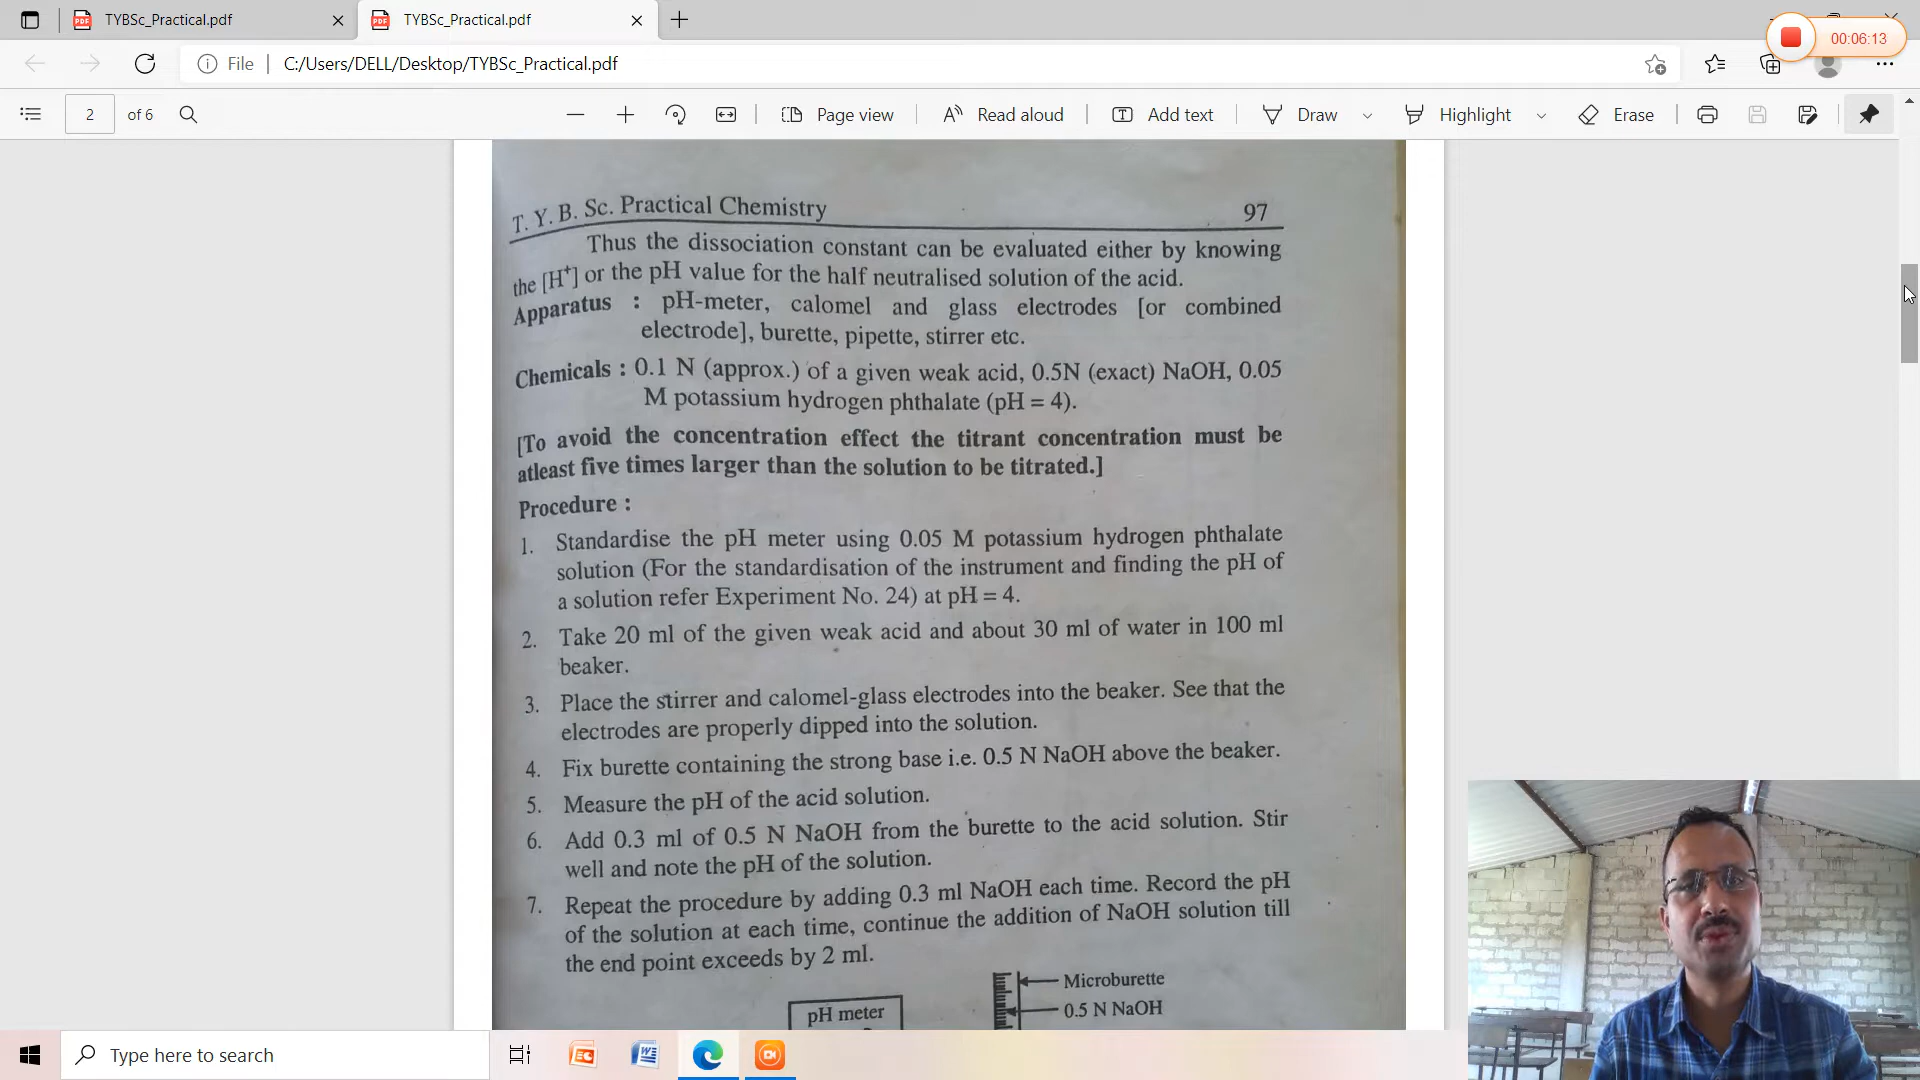 TYBSc_Practical.pdf
TYBSc_Practical.pdf
00:06:13
File
C:/Users/DELL/Desktop/TYBSc_Practical.pdf
2 of 6
Page view
Read aloud
Add text
Draw
Highlight
Erase
T. Y. B. Sc. Practical Chemistry 97
Thus the dissociation constant can be evaluated either by knowing
the [H⁺] or the pH value for the half neutralised solution of the acid.
Apparatus : pH-meter, calomel and glass electrodes [or combined
electrode], burette, pipette, stirrer etc.
Chemicals : 0.1 N (approx.) of a given weak acid, 0.5N (exact) NaOH, 0.05
M potassium hydrogen phthalate (pH = 4).
[To avoid the concentration effect the titrant concentration must be
atleast five times larger than the solution to be titrated.]
Procedure :
1. Standardise the pH meter using 0.05 M potassium hydrogen phthalate
solution (For the standardisation of the instrument and finding the pH of
a solution refer Experiment No. 24) at pH = 4.
2. Take 20 ml of the given weak acid and about 30 ml of water in 100 ml
beaker.
3. Place the stirrer and calomel-glass electrodes into the beaker. See that the
electrodes are properly dipped into the solution.
4. Fix burette containing the strong base i.e. 0.5 N NaOH above the beaker.
5. Measure the pH of the acid solution.
6. Add 0.3 ml of 0.5 N NaOH from the burette to the acid solution. Stir
well and note the pH of the solution.
7. Repeat the procedure by adding 0.3 ml NaOH each time. Record the pH
of the solution at each time, continue the addition of NaOH solution till
the end point exceeds by 2 ml.
Microburette
pH meter
0.5 N NaOH
Type here to search